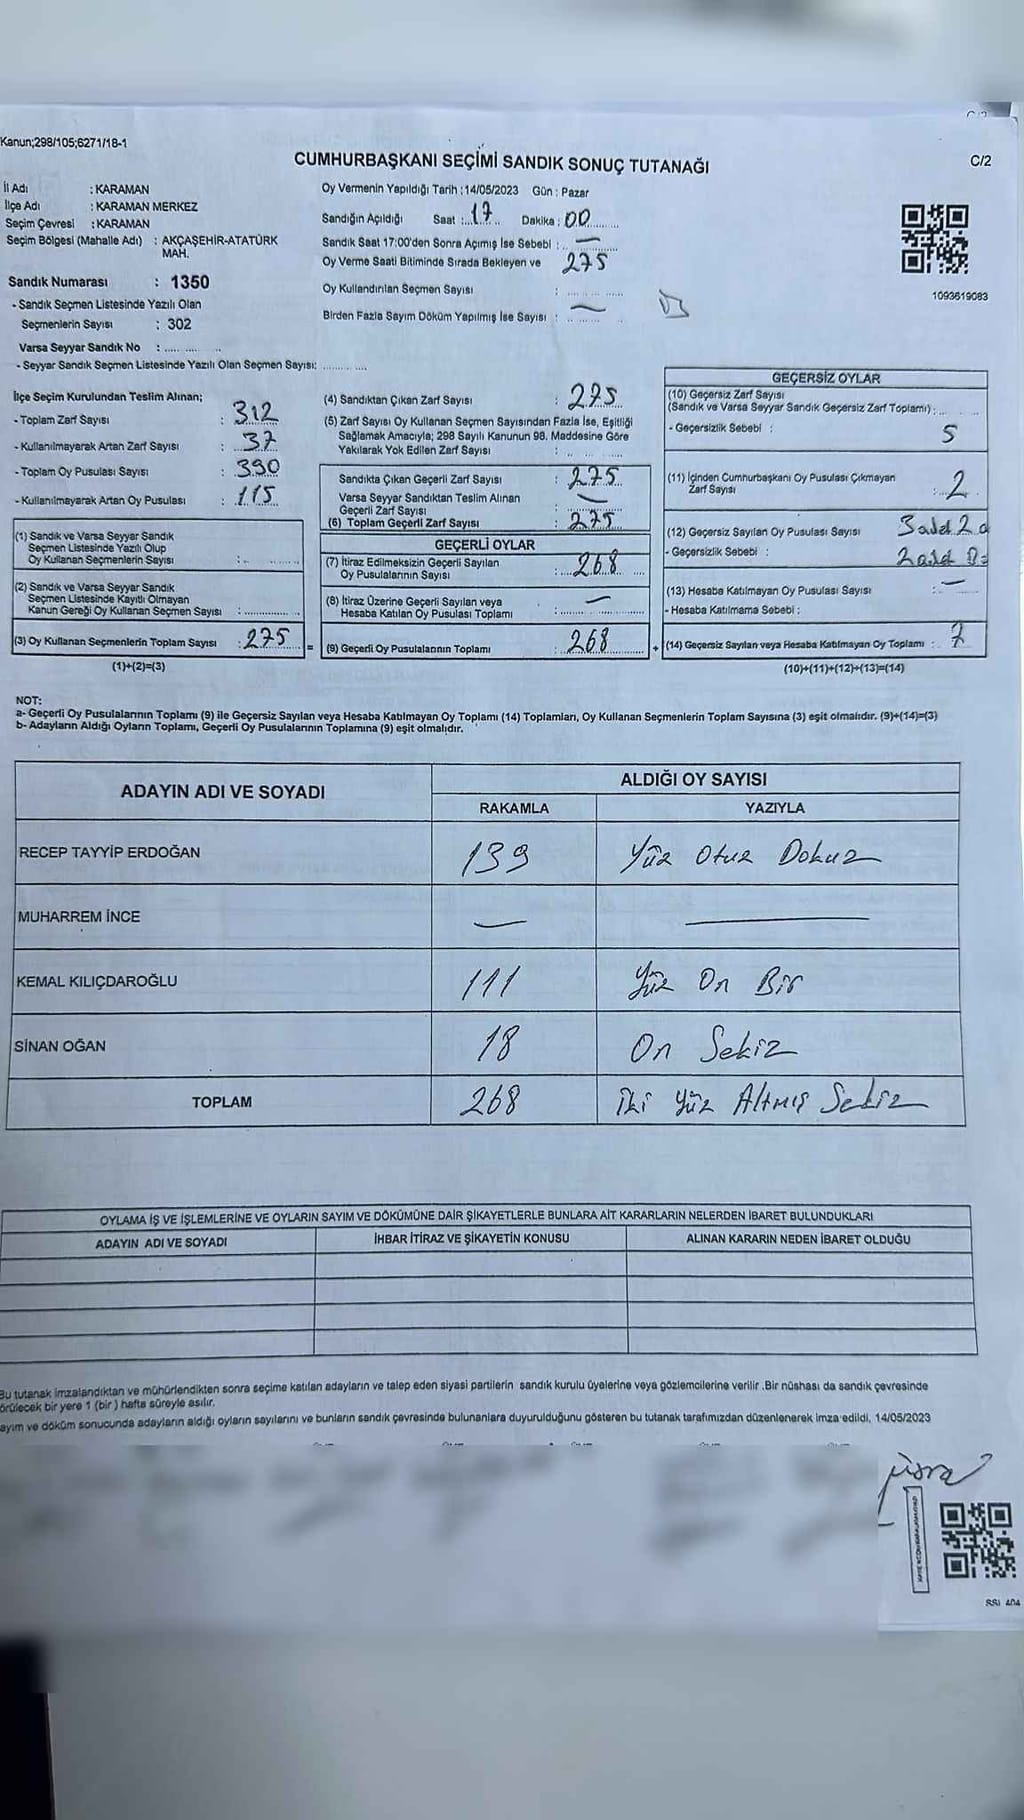 Kanun;298/105;6271/18-1
CUMHURBAŞKANI SEÇİMİ SANDIK SONUÇ TUTANAĞI
C/2
İl Adı : KARAMAN
İlçe Adı : KARAMAN MERKEZ
Seçim Çevresi : KARAMAN
Seçim Bölgesi (Mahalle Adı) : AKÇAŞEHİR-ATATÜRK
MAH.
Sandık Numarası : 1350
- Sandık Seçmen Listesinde Yazılı Olan
Seçmenlerin Sayısı : 302
Varsa Seyyar Sandık No : .....
- Seyyar Sandık Seçmen Listesinde Yazılı Olan Seçmen Sayısı: ..........
Oy Vermenin Yapıldığı Tarih :14/05/2023 Gün : Pazar
Sandığın Açıldığı Saat : 17 Dakika : 00
Sandık Saat 17:00'den Sonra Açımış İse Sebebi : —
Oy Verme Saati Bitiminde Sırada Bekleyen ve 275
Oy Kullandırılan Seçmen Sayısı :
Birden Fazla Sayım Döküm Yapılmış İse Sayısı : —
1093619083
İlçe Seçim Kurulundan Teslim Alınan;
- Toplam Zarf Sayısı : 312
- Kullanılmayarak Artan Zarf Sayısı : 37
- Toplam Oy Pusulası Sayısı : 390
- Kullanılmayarak Artan Oy Pusulası : 115
(1) Sandık ve Varsa Seyyar Sandık
Seçmen Listesinde Yazılı Olup
Oy Kullanan Seçmenlerin Sayısı :
(2) Sandık ve Varsa Seyyar Sandık
Seçmen Listesinde Kayıtlı Olmayan
Kanun Gereği Oy Kullanan Seçmen Sayısı :
(3) Oy Kullanan Seçmenlerin Toplam Sayısı : 275 =
(1)+(2)=(3)
(4) Sandıktan Çıkan Zarf Sayısı : 275
(5) Zarf Sayısı Oy Kullanan Seçmen Sayısından Fazla İse, Eşitliği
Sağlamak Amacıyla; 298 Sayılı Kanunun 98. Maddesine Göre
Yakılarak Yok Edilen Zarf Sayısı :
Sandıkta Çıkan Geçerli Zarf Sayısı : 275
Varsa Seyyar Sandıktan Teslim Alınan
Geçerli Zarf Sayısı : —
(6) Toplam Geçerli Zarf Sayısı : 275
GEÇERLİ OYLAR
(7) İtiraz Edilmeksizin Geçerli Sayılan
Oy Pusulalarının Sayısı : 268
(8) İtiraz Üzerine Geçerli Sayılan veya
Hesaba Katılan Oy Pusulası Toplamı : —
(9) Geçerli Oy Pusulalarının Toplamı : 268 +
GEÇERSİZ OYLAR
(10) Geçersiz Zarf Sayısı
(Sandık ve Varsa Seyyar Sandık Geçersiz Zarf Toplamı) :
- Geçersizlik Sebebi : 5
(11) İçinden Cumhurbaşkanı Oy Pusulası Çıkmayan
Zarf Sayısı : 2
(12) Geçersiz Sayılan Oy Pusulası Sayısı 3 add 2
- Geçersizlik Sebebi : 2
(13) Hesaba Katılmayan Oy Pusulası Sayısı : —
- Hesaba Katılmama Sebebi :
(14) Geçersiz Sayılan veya Hesaba Katılmayan Oy Toplamı : 7
(10)+(11)+(12)+(13)=(14)
NOT:
a- Geçerli Oy Pusulalarının Toplamı (9) ile Geçersiz Sayılan veya Hesaba Katılmayan Oy Toplamı (14) Toplamları, Oy Kullanan Seçmenlerin Toplam Sayısına (3) eşit olmalıdır. (9)+(14)=(3)
b- Adayların Aldığı Oyların Toplamı, Geçerli Oy Pusulalarının Toplamına (9) eşit olmalıdır.
ADAYIN ADI VE SOYADI ALDIĞI OY SAYISI
RAKAMLA YAZIYLA
RECEP TAYYİP ERDOĞAN 139 Yüz Otuz Dokuz
MUHARREM İNCE — —
KEMAL KILIÇDAROĞLU 111 Yüz On Bir
SİNAN OĞAN 18 On Sekiz
TOPLAM 268 İki Yüz Altmış Sekiz
OYLAMA İŞ VE İŞLEMLERİNE VE OYLARIN SAYIM VE DÖKÜMÜNE DAİR ŞİKAYETLERLE BUNLARA AİT KARARLARIN NELERDEN İBARET BULUNDUKLARI
ADAYIN ADI VE SOYADI İHBAR İTİRAZ VE ŞİKAYETİN KONUSU ALINAN KARARIN NEDEN İBARET OLDUĞU
Bu tutanak imzalandıktan ve mühürlendikten sonra seçime katılan adayların ve talep eden siyasi partilerin sandık kurulu üyelerine veya gözlemcilerine verilir .Bir nüshası da sandık çevresinde
örülecek bir yere 1 (bir ) hafta süreyle asılır.
ayım ve döküm sonucunda adayların aldığı oyların sayılarını ve bunların sandık çevresinde bulunanlara duyurulduğunu gösteren bu tutanak tarafımızdan düzenlenerek imza edildi, 14/05/2023